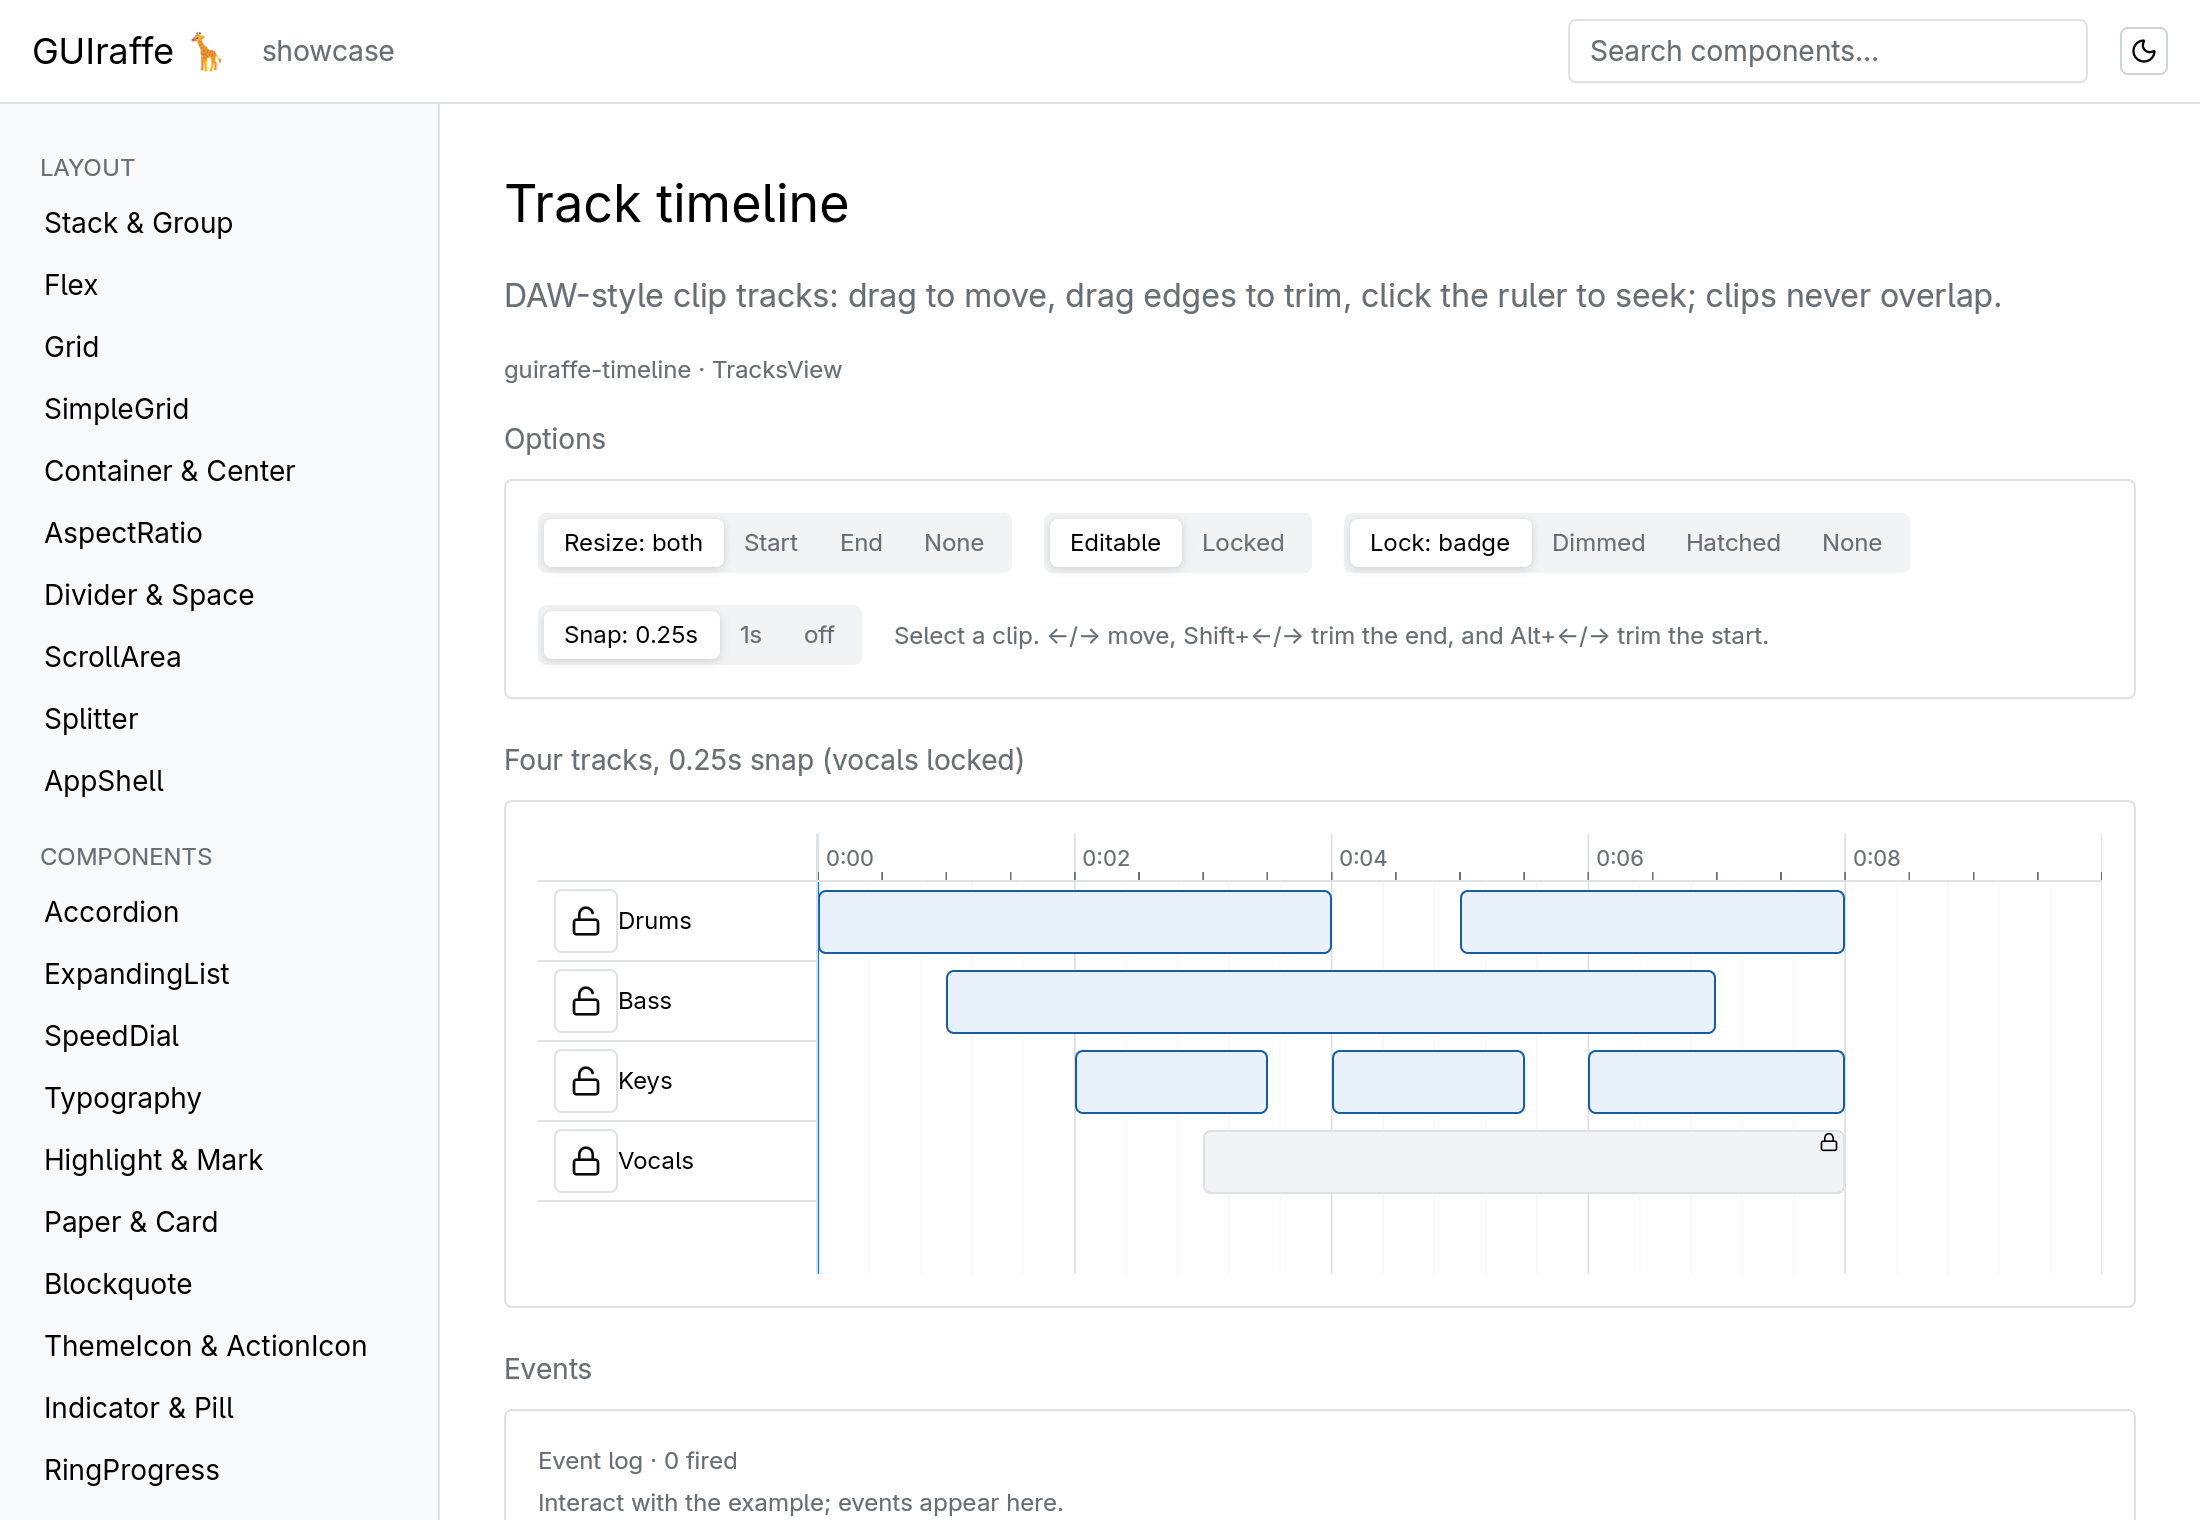 GUIraffe 🦒 showcase
Search components...
LAYOUT
Stack & Group
Flex
Grid
SimpleGrid
Container & Center
AspectRatio
Divider & Space
ScrollArea
Splitter
AppShell
COMPONENTS
Accordion
ExpandingList
SpeedDial
Typography
Highlight & Mark
Paper & Card
Blockquote
ThemeIcon & ActionIcon
Indicator & Pill
RingProgress
Track timeline
DAW-style clip tracks: drag to move, drag edges to trim, click the ruler to seek; clips never overlap.
guiraffe-timeline · TracksView
Options
Resize: both Start End None Editable Locked Lock: badge Dimmed Hatched None
Snap: 0.25s 1s off Select a clip. ←/→ move, Shift+←/→ trim the end, and Alt+←/→ trim the start.
Four tracks, 0.25s snap (vocals locked)
0:00 0:02 0:04 0:06 0:08
Drums
Bass
Keys
Vocals
Events
Event log · 0 fired
Interact with the example; events appear here.